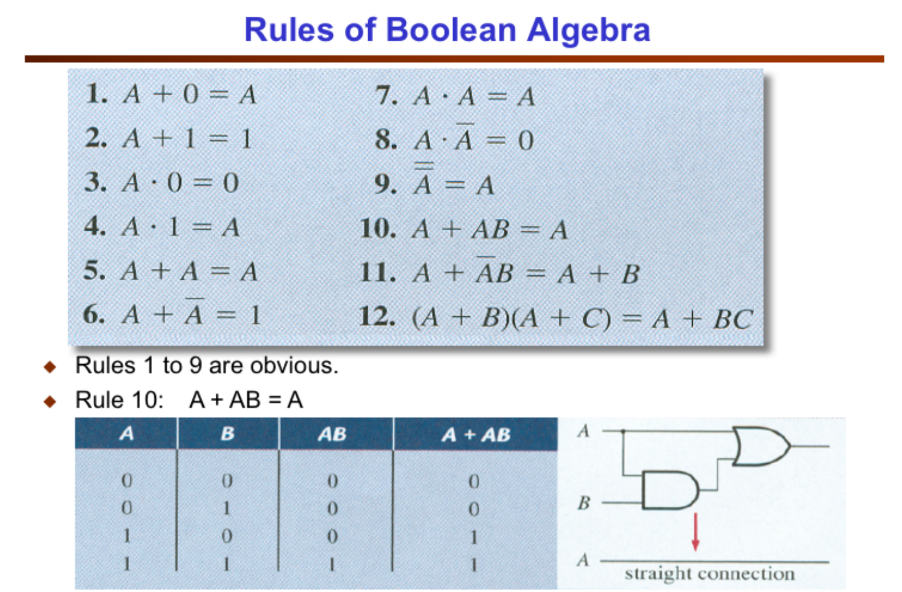 Rules of Boolean Algebra
1. A + 0 = A
2. A + 1 = 1
3. A · 0 = 0
4. A · 1 = A
5. A + A = A
6. A + A̅ = 1
7. A · A = A
8. A · A̅ = 0
9. A̿ = A
10. A + AB = A
11. A + A̅B = A + B
12. (A + B)(A + C) = A + BC
◆ Rules 1 to 9 are obvious.
◆ Rule 10: A + AB = A
A B AB A + AB
0 0 0 0
0 1 0 0
1 0 0 1
1 1 1 1
A
B
A
straight connection